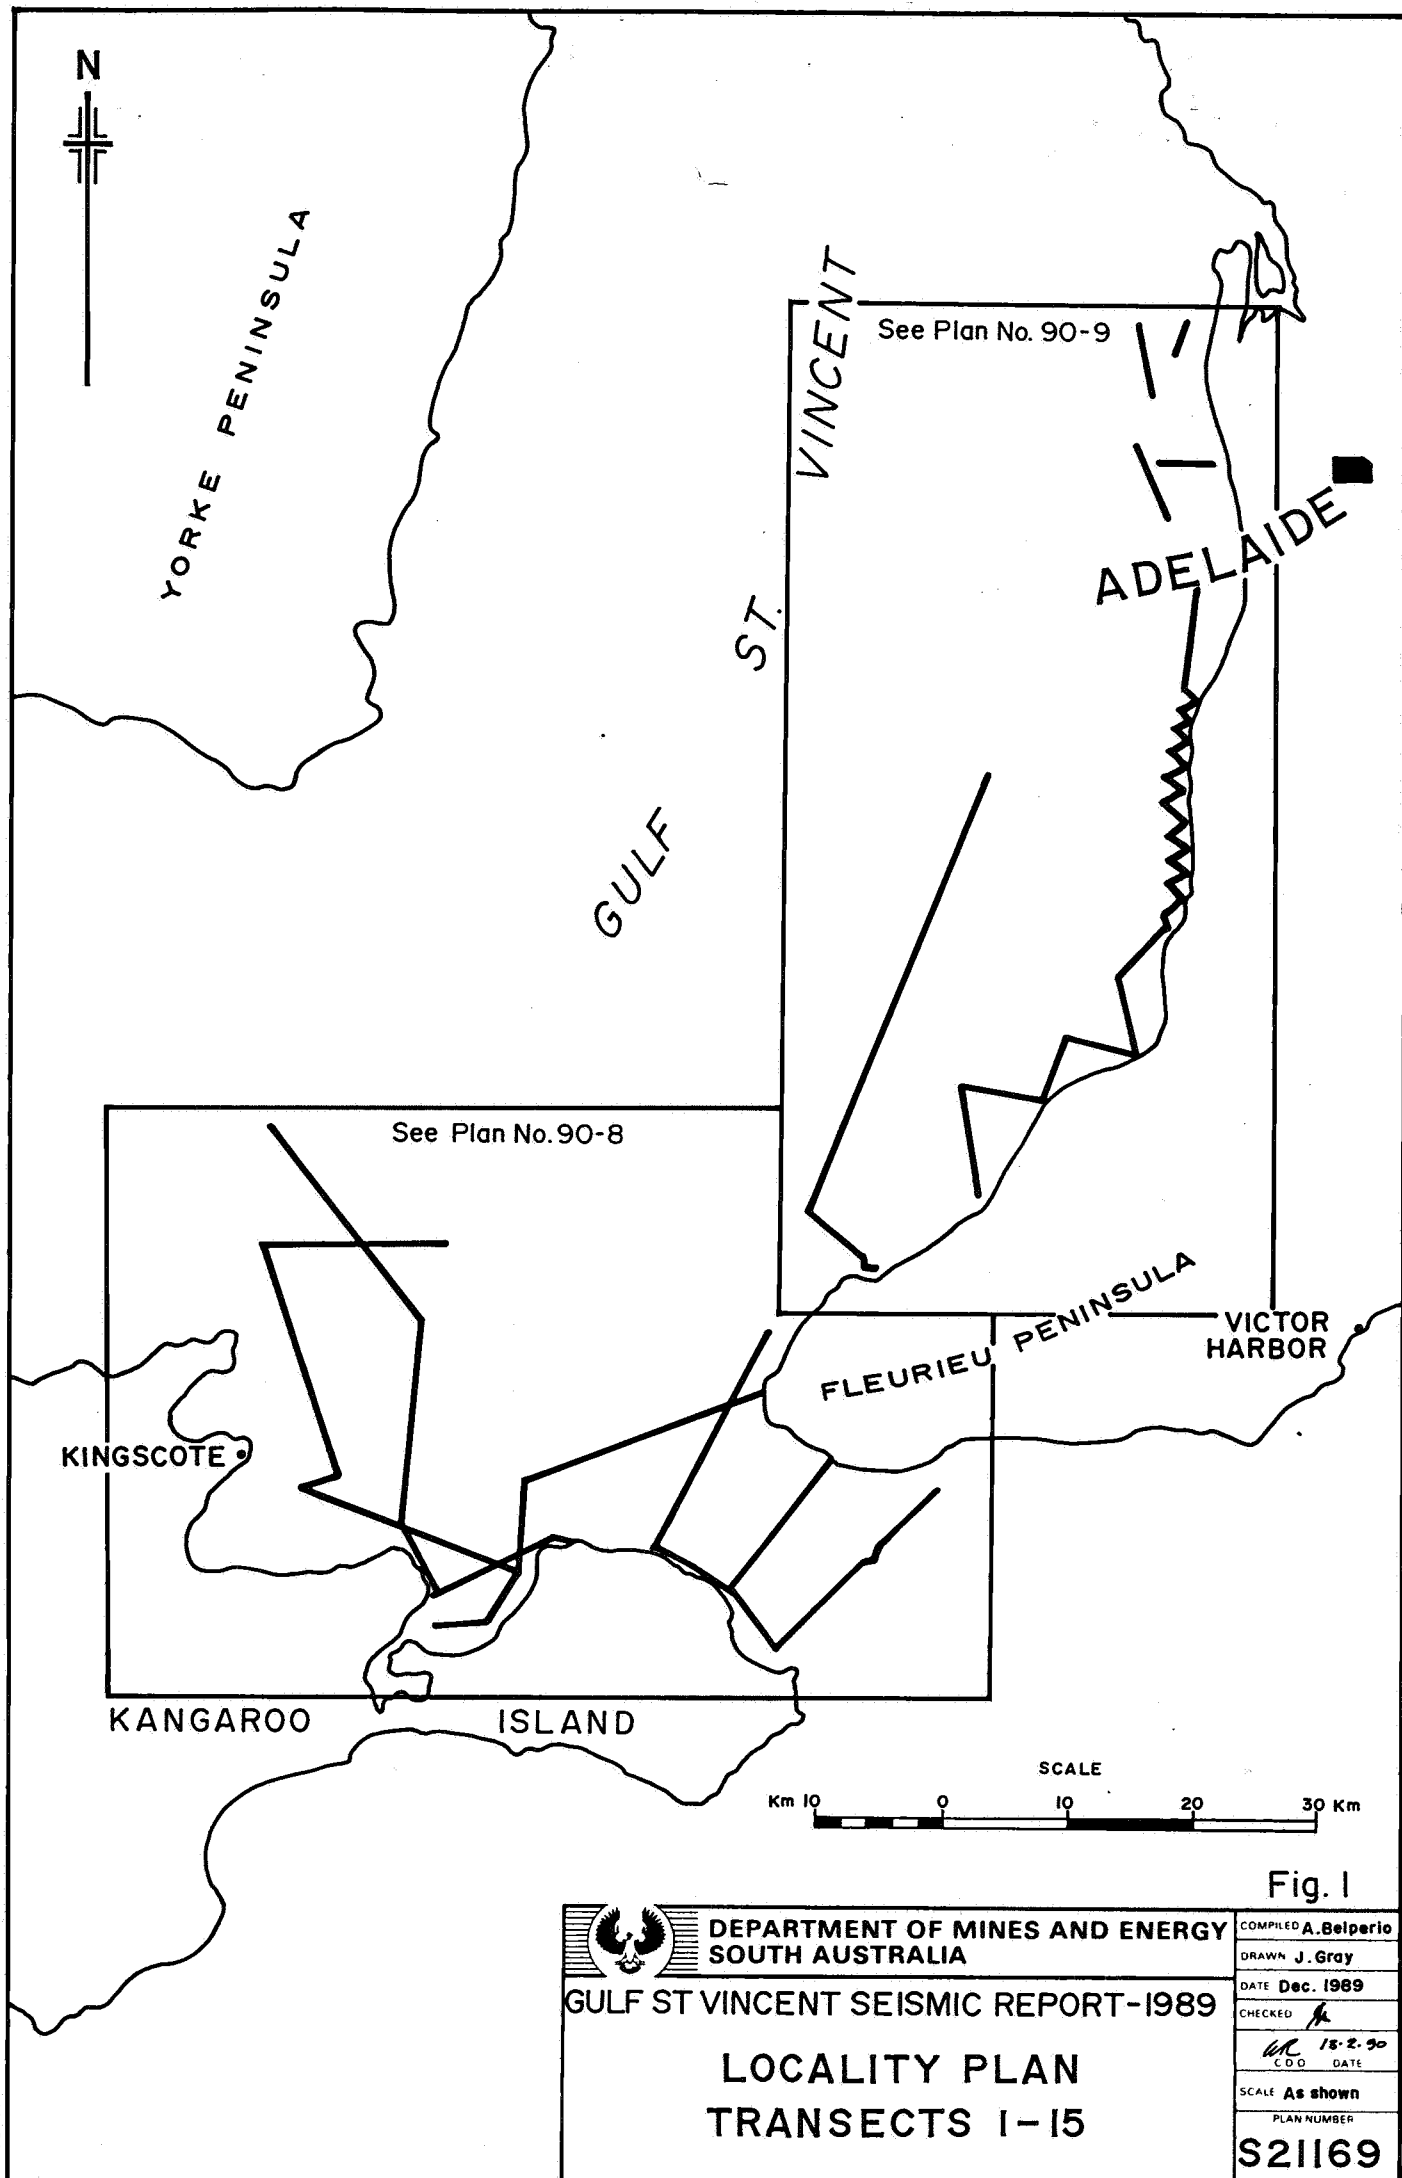 N
YORKE PENINSULA
GULF ST. VINCENT
See Plan No. 90-9
ADELAIDE
See Plan No. 90-8
FLEURIEU PENINSULA
VICTOR
HARBOR
KINGSCOTE
KANGAROO ISLAND
SCALE
Km 10 0 10 20 30 Km
Fig. 1
DEPARTMENT OF MINES AND ENERGY
SOUTH AUSTRALIA
GULF ST VINCENT SEISMIC REPORT-1989
LOCALITY PLAN
TRANSECTS 1-15
COMPILED A. Belperio
DRAWN J. Gray
DATE Dec. 1989
CHECKED
18·2·90
C D O DATE
SCALE As shown
PLAN NUMBER
S21169